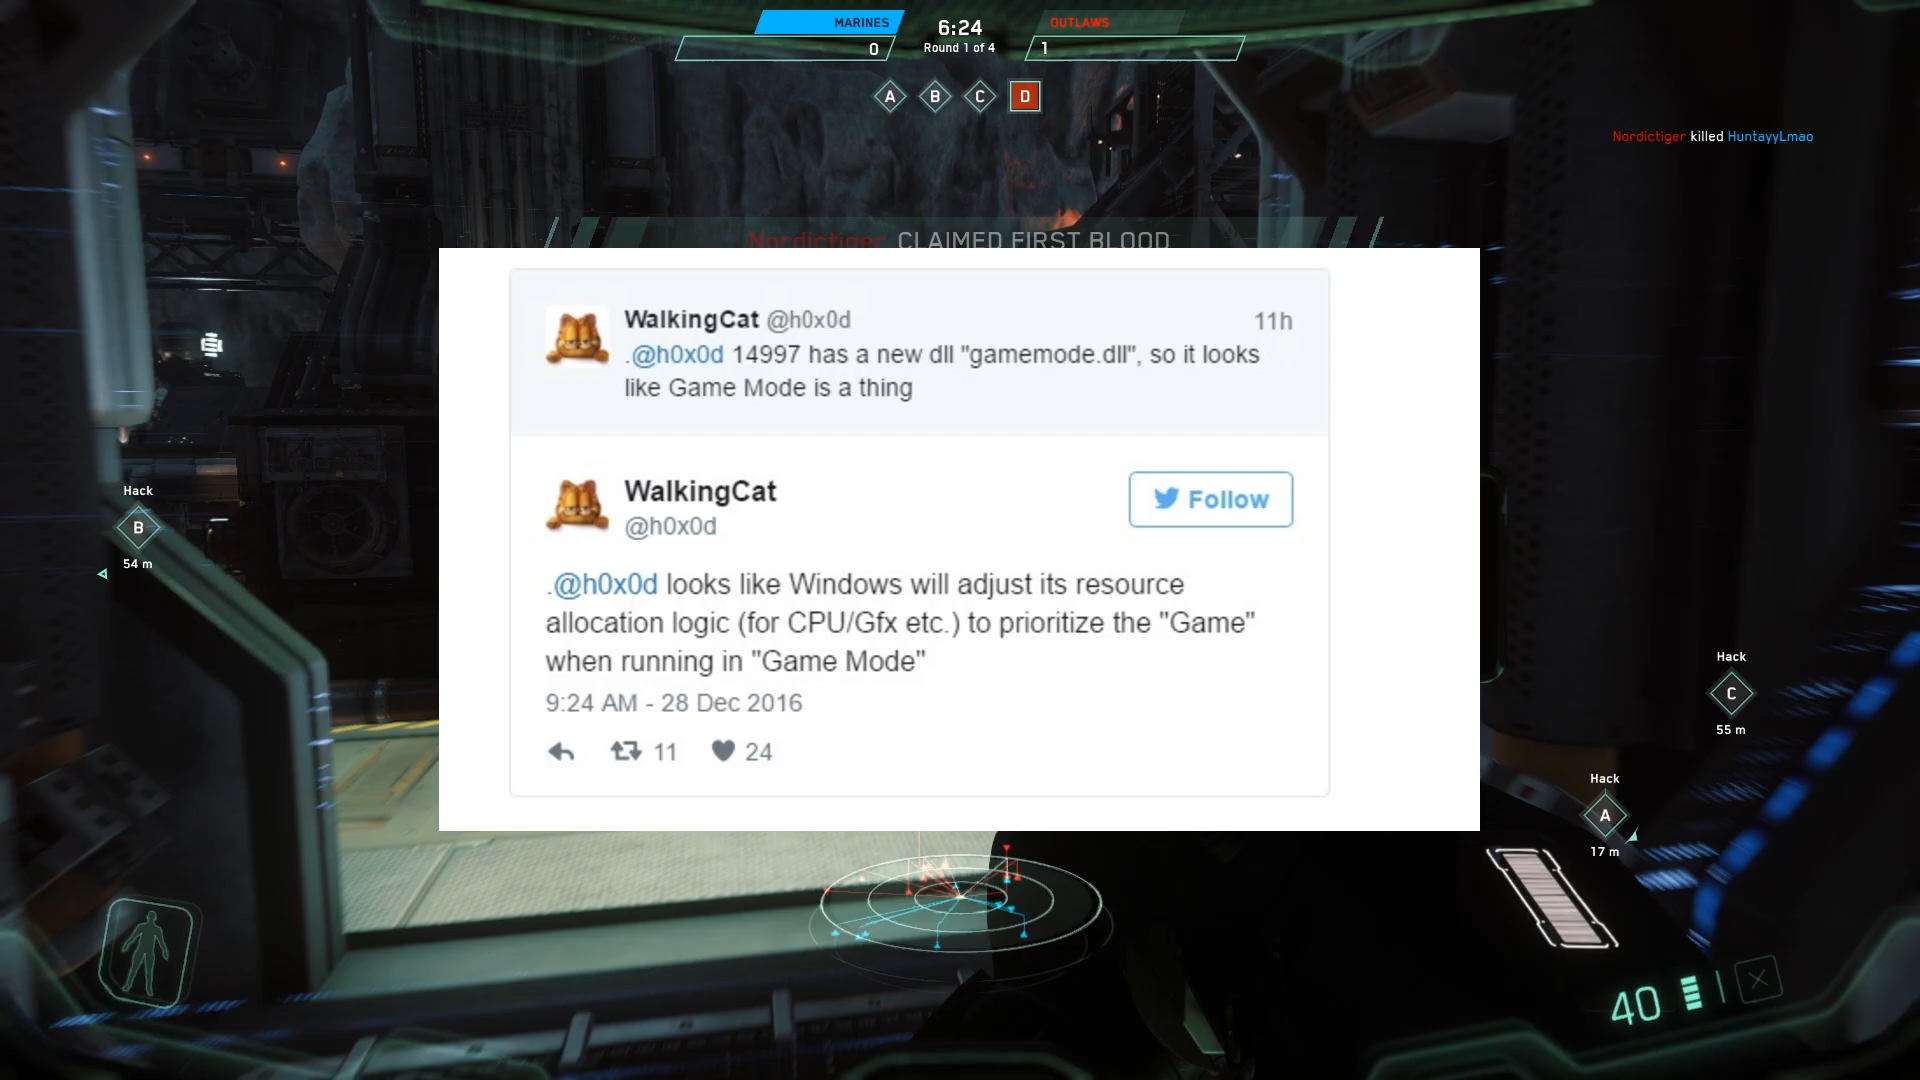 MARINES
6:24
OUTLAWS
0
Round 1 of 4
1
A B C D
Nordictiger killed HuntayyLmao
Nordictiger CLAIMED FIRST BLOOD
WalkingCat @h0x0d 11h
.@h0x0d 14997 has a new dll "gamemode.dll", so it looks
like Game Mode is a thing
WalkingCat
@h0x0d
Follow
.@h0x0d looks like Windows will adjust its resource
allocation logic (for CPU/Gfx etc.) to prioritize the "Game"
when running in "Game Mode"
9:24 AM - 28 Dec 2016
11 24
Hack
B
54 m
Hack
C
55 m
Hack
A
17 m
40